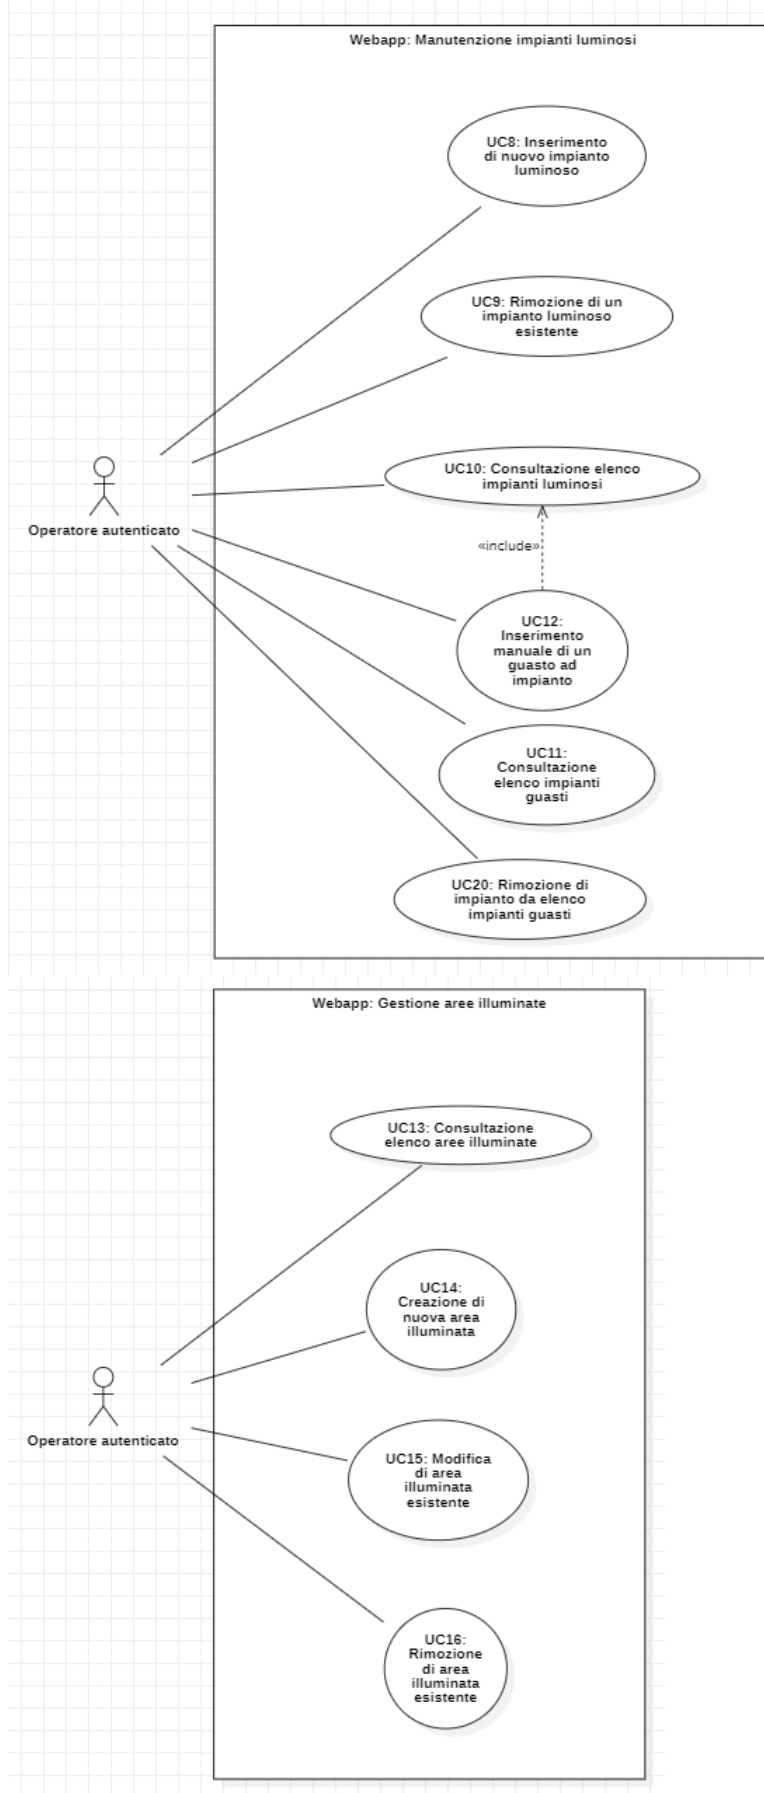 Webapp: Manutenzione impianti luminosi
UC8: Inserimento
di nuovo impianto
luminoso
UC9: Rimozione di un
impianto luminoso
esistente
UC10: Consultazione elenco
impianti luminosi
Operatore autenticato
«include»
UC12:
Inserimento
manuale di un
guasto ad
impianto
UC11:
Consultazione
elenco impianti
guasti
UC20: Rimozione di
impianto da elenco
impianti guasti
Webapp: Gestione aree illuminate
UC13: Consultazione
elenco aree illuminate
UC14:
Creazione di
nuova area
illuminata
Operatore autenticato
UC15: Modifica
di area
illuminata
esistente
UC16:
Rimozione
di area
illuminata
esistente